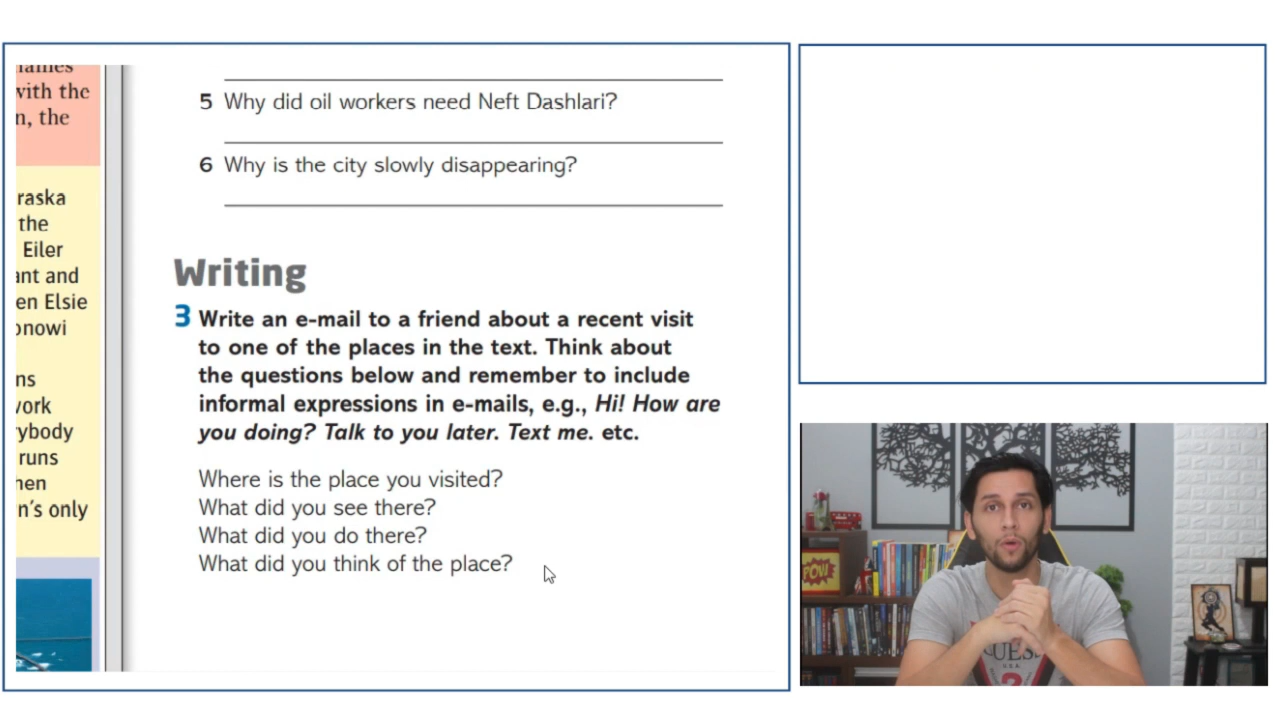 with the
n, the
raska
the
Eiler
ant and
en Elsie
onowi
ns
ybody
runs
n's only
5 Why did oil workers need Neft Dashlari?
6 Why is the city slowly disappearing?
Writing
3 Write an e-mail to a friend about a recent visit
to one of the places in the text. Think about
the questions below and remember to include
informal expressions in e-mails, e.g., Hi! How are
you doing? Talk to you later. Text me. etc.
Where is the place you visited?
What did you see there?
What did you do there?
What did you think of the place?
POW
GUESS
U.S.A.